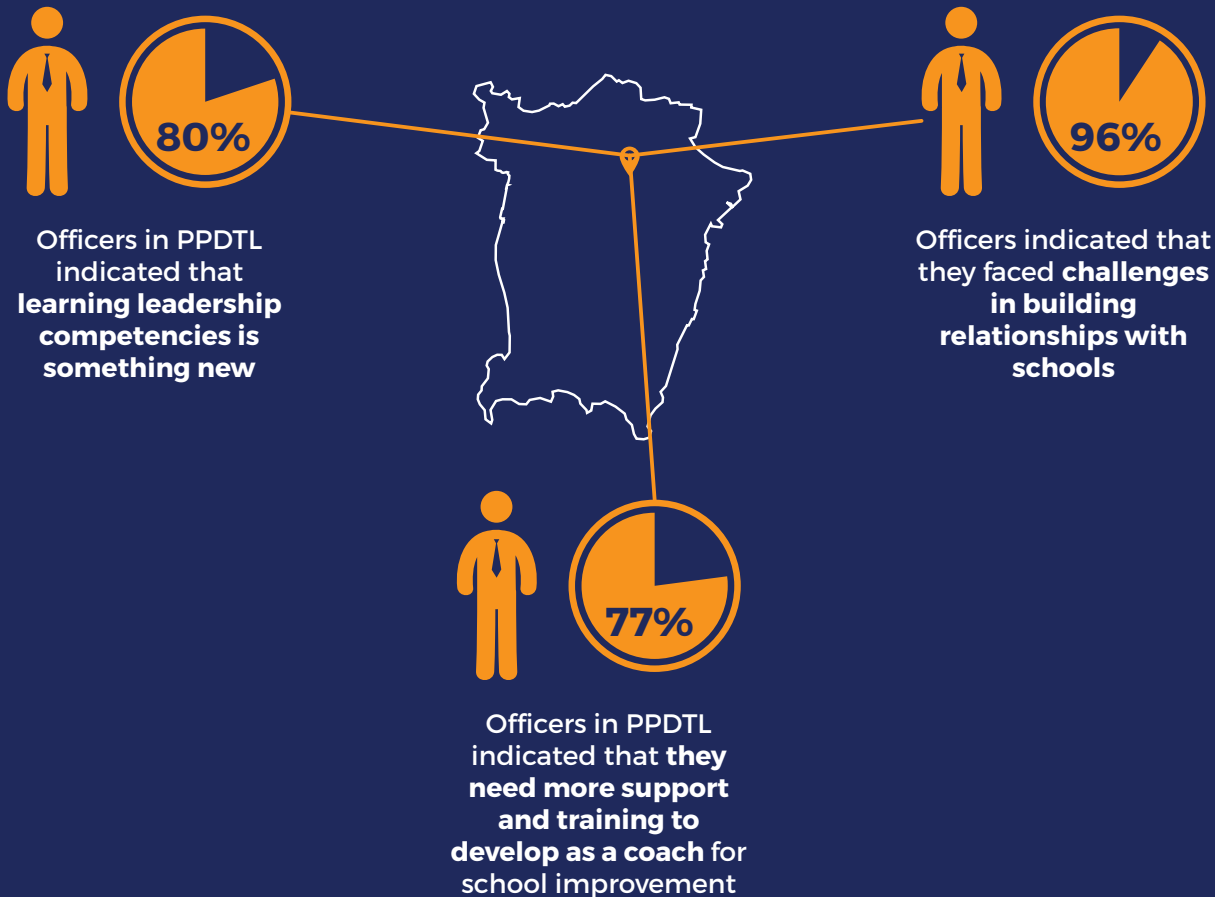 80%
Officers in PPDTL
indicated that
learning leadership
competencies is
something new
96%
Officers indicated that
they faced challenges
in building
relationships with
schools
77%
Officers in PPDTL
indicated that they
need more support
and training to
develop as a coach for
school improvement